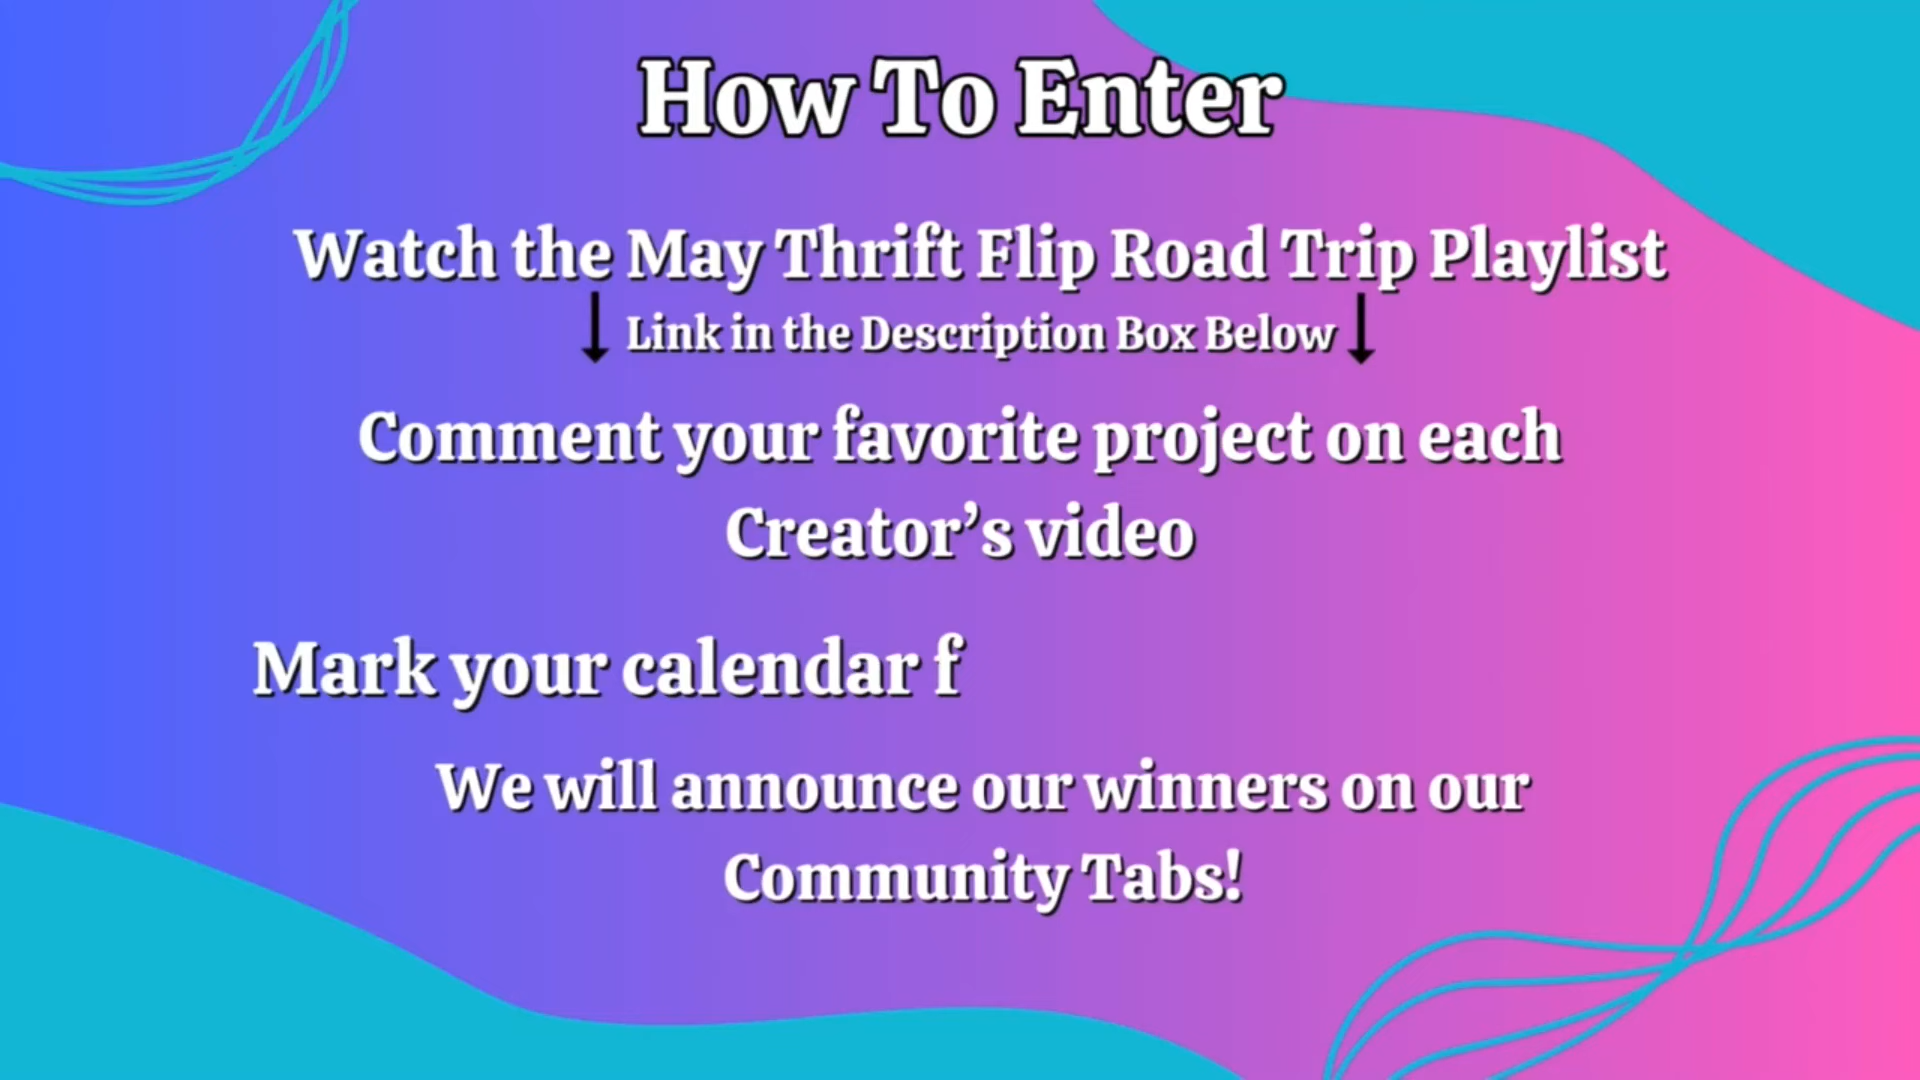 How To Enter
Watch the May Thrift Flip Road Trip Playlist
Link in the Description Box Below
Comment your favorite project on each
Creator’s video
Mark your calendar f
We will announce our winners on our
Community Tabs!